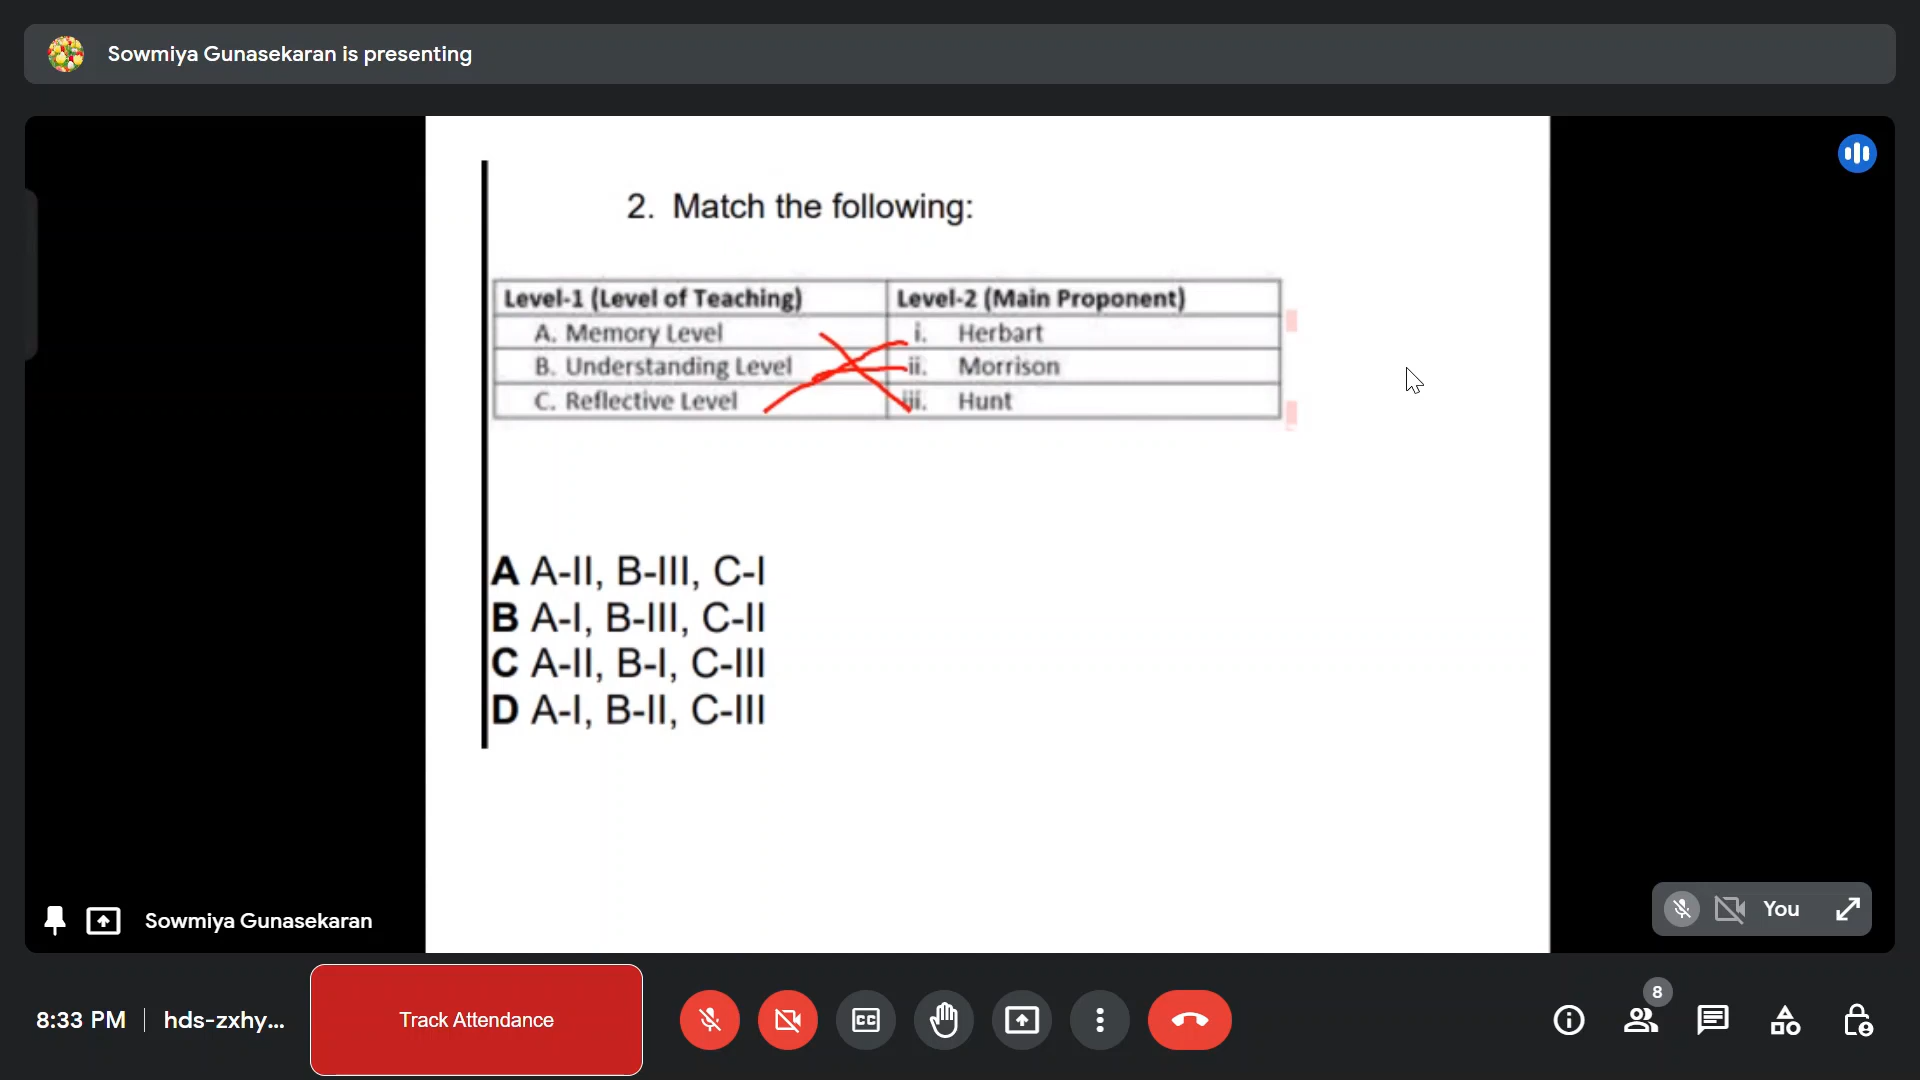 Sowmiya Gunasekaran is presenting
2. Match the following:
Level-1 (Level of Teaching) Level-2 (Main Proponent)
A. Memory Level i. Herbart
B. Understanding Level ii. Morrison
C. Reflective Level iii. Hunt
A A-II, B-III, C-I
B A-I, B-III, C-II
C A-II, B-I, C-III
D A-I, B-II, C-III
Sowmiya Gunasekaran
You
8:33 PM | hds-zxhy...
Track Attendance
CC
8